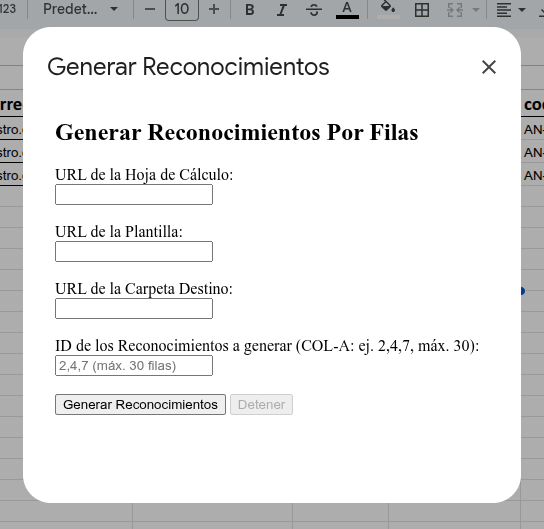 123 Predet... 10 B I A
Generar Reconocimientos
rre
co
stro.
AN-
stro.
AN-
stro.
AN-
Generar Reconocimientos Por Filas
URL de la Hoja de Cálculo:
URL de la Plantilla:
URL de la Carpeta Destino:
ID de los Reconocimientos a generar (COL-A: ej. 2,4,7, máx. 30):
2,4,7 (máx. 30 filas)
Generar Reconocimientos Detener